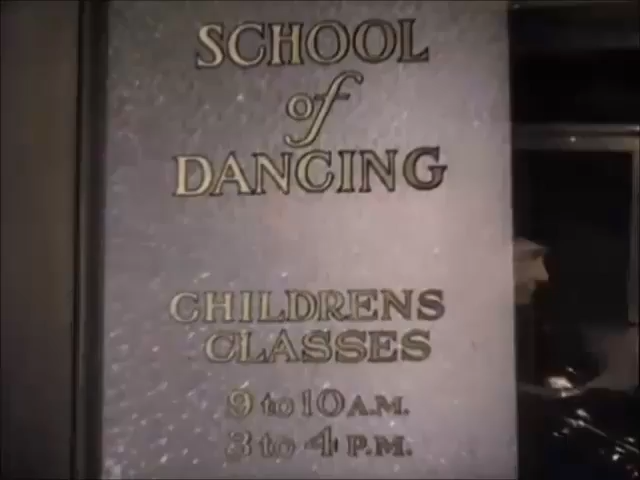 SCHOOL
of
DANCING
CHILDRENS
CLASSES
9 to 10 A.M.
3 to 4 P.M.